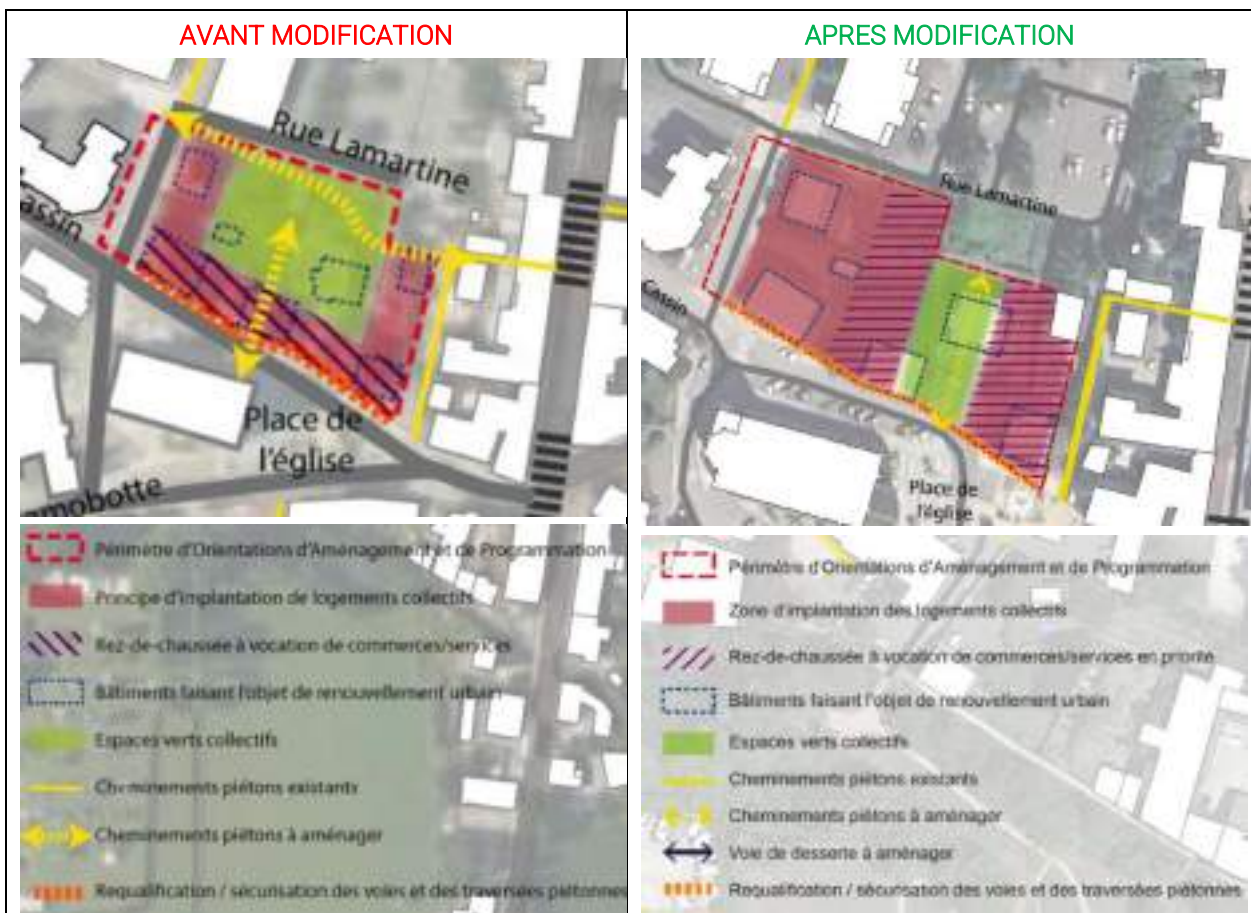 AVANT MODIFICATION
Rue Lamartine
assin
Place de
l'église
mobotte
Périmètre d'Orientations d'Aménagement et de Programmation
Principe d'implantation de logements collectifs
Rez-de-chaussée à vocation de commerces/services
Bâtiments faisant l'objet de renouvellement urbain
Espaces verts collectifs
Cheminements piétons existants
Cheminements piétons à aménager
Requalification / sécurisation des voies et des traversées piétonnes
APRES MODIFICATION
Rue Lamartine
Cassin
Place de
l'église
Périmètre d'Orientations d'Aménagement et de Programmation
Zone d'implantation des logements collectifs
Rez-de-chaussée à vocation de commerces/services en priorité
Bâtiments faisant l'objet de renouvellement urbain
Espaces verts collectifs
Cheminements piétons existants
Cheminements piétons à aménager
Voie de desserte à aménager
Requalification / sécurisation des voies et des traversées piétonnes